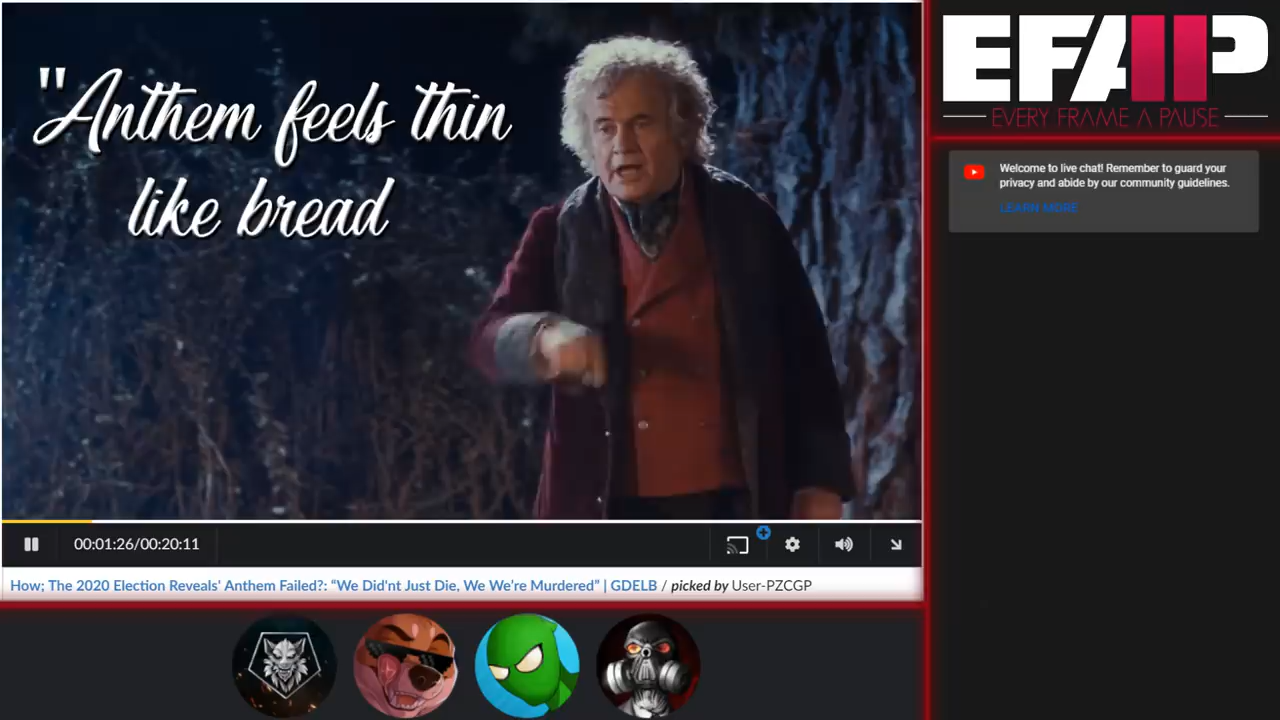 "Anthem feels thin
like bread
00:01:26/00:20:11
How; The 2020 Election Reveals' Anthem Failed?: “We Did'nt Just Die, We We're Murdered” | GDELB / picked by User-PZCGP
EFAP
EVERY FRAME A PAUSE
Welcome to live chat! Remember to guard your
privacy and abide by our community guidelines.
LEARN MORE